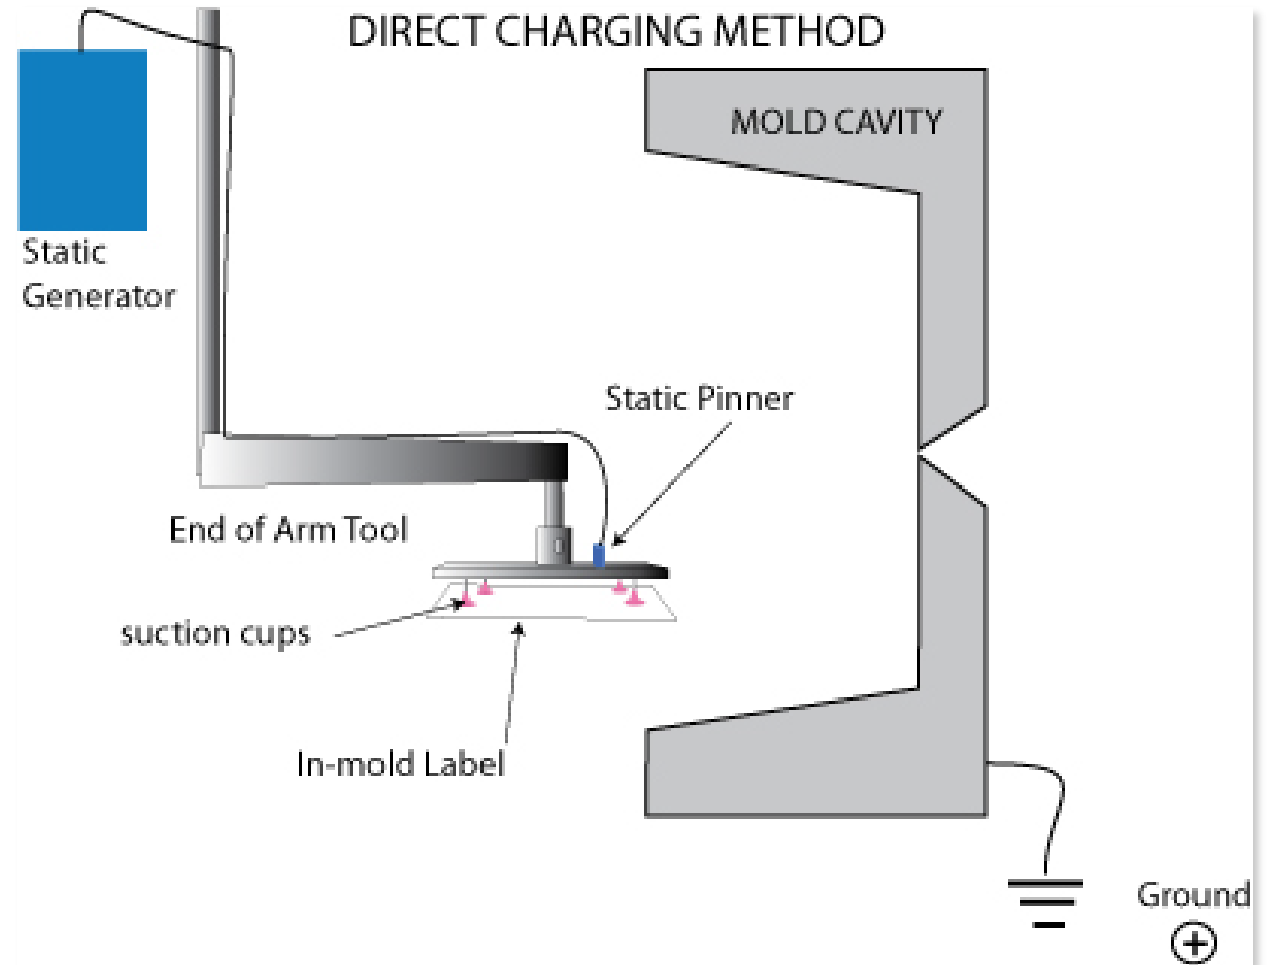 DIRECT CHARGING METHOD
MOLD CAVITY
Static
Generator
Static Pinner
End of Arm Tool
suction cups
In-mold Label
Ground